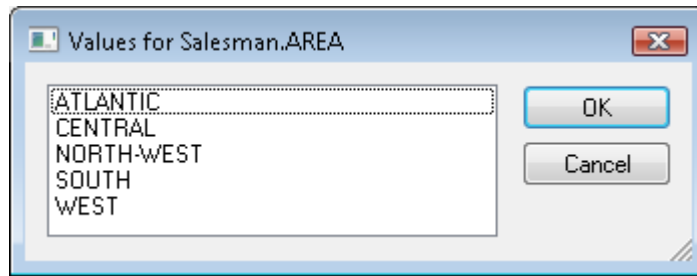 Values for Salesman.AREA
ATLANTIC
CENTRAL
NORTH-WEST
SOUTH
WEST
OK
Cancel